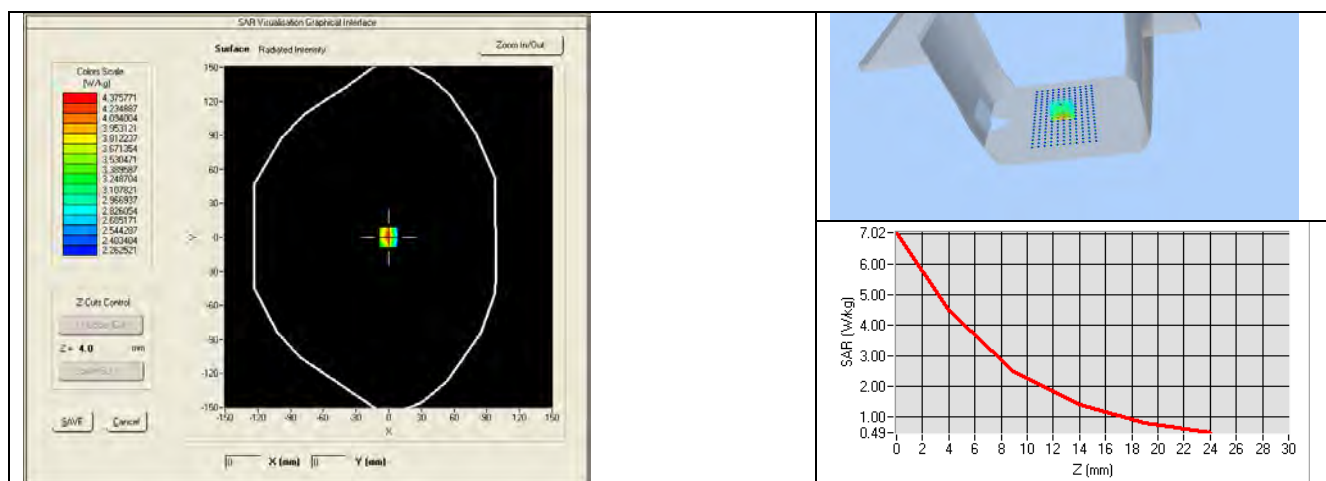 SAR Visualisation Graphical Interface
Surface Radiated Intensity
Zoom In/Out
Colors Scale
(W/kg)
4.375771
4.234887
4.094004
3.953121
3.812237
3.671354
3.530471
3.389587
3.248704
3.107821
2.966937
2.826054
2.685171
2.544287
2.403404
2.262521
Z Cuts Control
Z = 4.0 mm
SAVE
Cancel
150-
120-
90-
60-
30-
0-
-30-
-60-
-90-
-120-
-150-
Y
-150 -120 -90 -60 -30 0 30 60 90 120 150
X
0 X (mm) 0 Y (mm)
7.02-
6.00-
5.00-
4.00-
3.00-
2.00-
1.00-
0.49-
SAR (W/kg)
0 2 4 6 8 10 12 14 16 18 20 22 24 26 28 30
Z (mm)